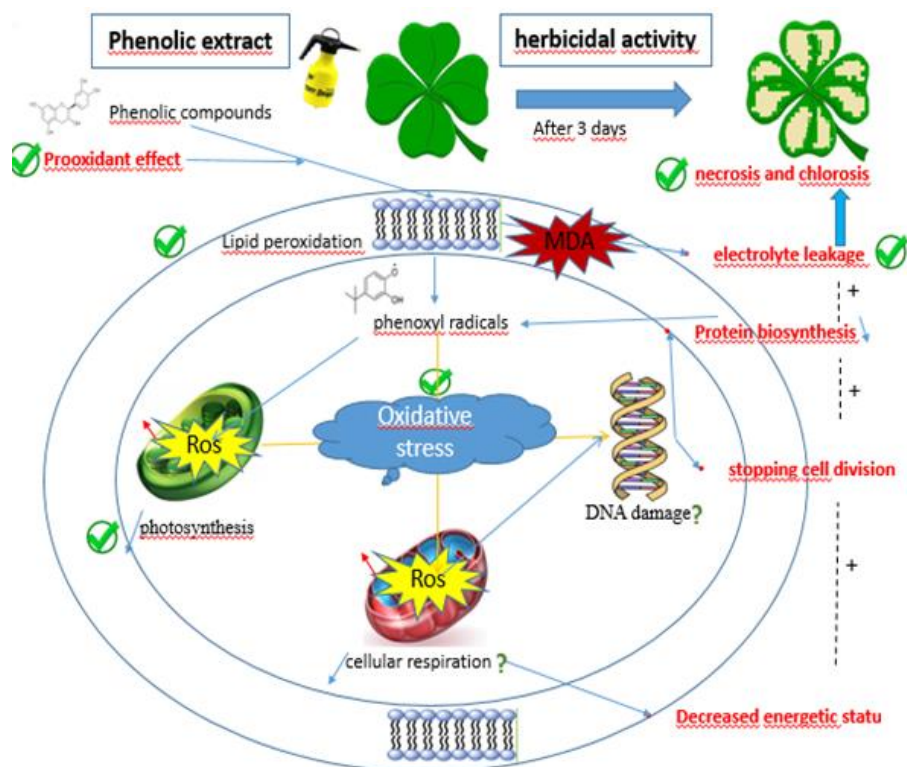 Phenolic extract
herbicidal activity
Phenolic compounds
After 3 days
Prooxidant effect
necrosis and chlorosis
Lipid peroxidation
MDA
electrolyte leakage
+
phenoxyl radicals
Protein biosynthesis
+
Oxidative
stress
Ros
stopping cell division
DNA damage?
photosynthesis
+
Ros
cellular respiration ?
Decreased energetic statu